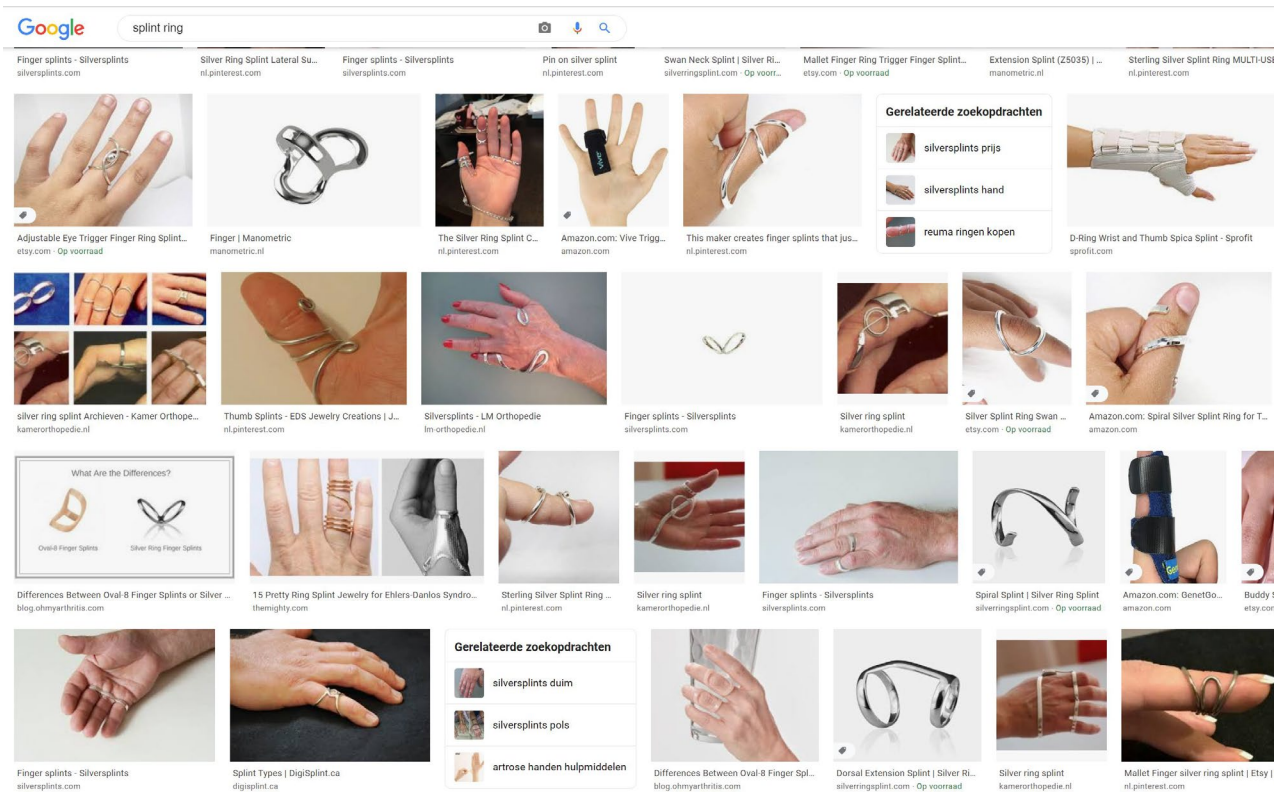 Google
splint ring
Finger splints - Silversplints
silversplints.com
Silver Ring Splint Lateral Su...
nl.pinterest.com
Finger splints - Silversplints
silversplints.com
Pin on silver splint
nl.pinterest.com
Swan Neck Splint | Silver Ri...
silverringsplint.com · Op voorr...
Mallet Finger Ring Trigger Finger Splint...
etsy.com · Op voorraad
Extension Splint (Z5035) | ...
manometric.nl
Sterling Silver Splint Ring MULTI-USE
nl.pinterest.com
vive
Adjustable Eye Trigger Finger Ring Splint...
etsy.com · Op voorraad
Finger | Manometric
manometric.nl
The Silver Ring Splint C...
nl.pinterest.com
Amazon.com: Vive Trigg...
amazon.com
This maker creates finger splints that jus...
nl.pinterest.com
Gerelateerde zoekopdrachten
silversplints prijs
silversplints hand
reuma ringen kopen
D-Ring Wrist and Thumb Spica Splint - Sprofit
sprofit.com
silver ring splint Archieven - Kamer Orthope...
kamerorthopedie.nl
Thumb Splints - EDS Jewelry Creations | J...
nl.pinterest.com
Silversplints - LM Orthopedie
lm-orthopedie.nl
Finger splints - Silversplints
silversplints.com
Silver ring splint
kamerorthopedie.nl
Silver Splint Ring Swan ...
etsy.com · Op voorraad
Amazon.com: Spiral Silver Splint Ring for T...
amazon.com
What Are the Differences?
Oval-8 Finger Splints
Silver Ring Finger Splints
Differences Between Oval-8 Finger Splints or Silver ...
blog.ohmyarthritis.com
15 Pretty Ring Splint Jewelry for Ehlers-Danlos Syndro...
themighty.com
Sterling Silver Splint Ring ...
nl.pinterest.com
Silver ring splint
kamerorthopedie.nl
Finger splints - Silversplints
silversplints.com
Spiral Splint | Silver Ring Splint
silverringsplint.com · Op voorraad
Amazon.com: GenetGo...
amazon.com
Buddy S
etsy.cor
Finger splints - Silversplints
silversplints.com
Splint Types | DigiSplint.ca
digisplint.ca
Gerelateerde zoekopdrachten
silversplints duim
silversplints pols
artrose handen hulpmiddelen
Differences Between Oval-8 Finger Spl...
blog.ohmyarthritis.com
Dorsal Extension Splint | Silver Ri...
silverringsplint.com · Op voorraad
Silver ring splint
kamerorthopedie.nl
Mallet Finger silver ring splint | Etsy |
nl.pinterest.com